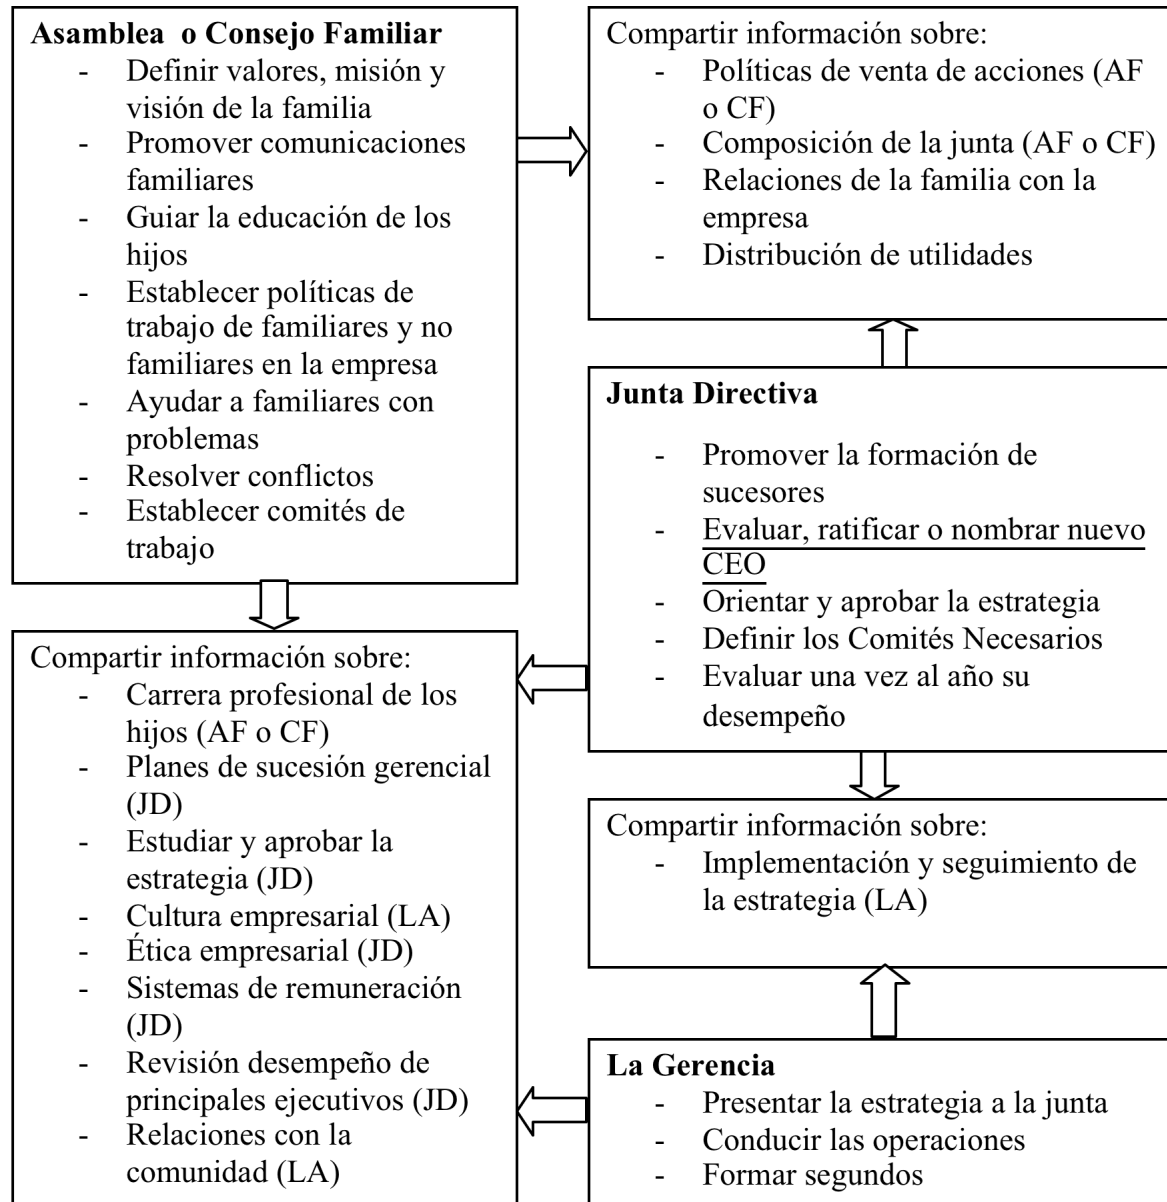 Asamblea o Consejo Familiar
- Definir valores, misión y
visión de la familia
- Promover comunicaciones
familiares
- Guiar la educación de los
hijos
- Establecer políticas de
trabajo de familiares y no
familiares en la empresa
- Ayudar a familiares con
problemas
- Resolver conflictos
- Establecer comités de
trabajo
Compartir información sobre:
- Políticas de venta de acciones (AF
o CF)
- Composición de la junta (AF o CF)
- Relaciones de la familia con la
empresa
- Distribución de utilidades
Junta Directiva
- Promover la formación de
sucesores
- Evaluar, ratificar o nombrar nuevo
CEO
- Orientar y aprobar la estrategia
- Definir los Comités Necesarios
- Evaluar una vez al año su
desempeño
Compartir información sobre:
- Carrera profesional de los
hijos (AF o CF)
- Planes de sucesión gerencial
(JD)
- Estudiar y aprobar la
estrategia (JD)
- Cultura empresarial (LA)
- Ética empresarial (JD)
- Sistemas de remuneración
(JD)
- Revisión desempeño de
principales ejecutivos (JD)
- Relaciones con la
comunidad (LA)
Compartir información sobre:
- Implementación y seguimiento de
la estrategia (LA)
La Gerencia
- Presentar la estrategia a la junta
- Conducir las operaciones
- Formar segundos